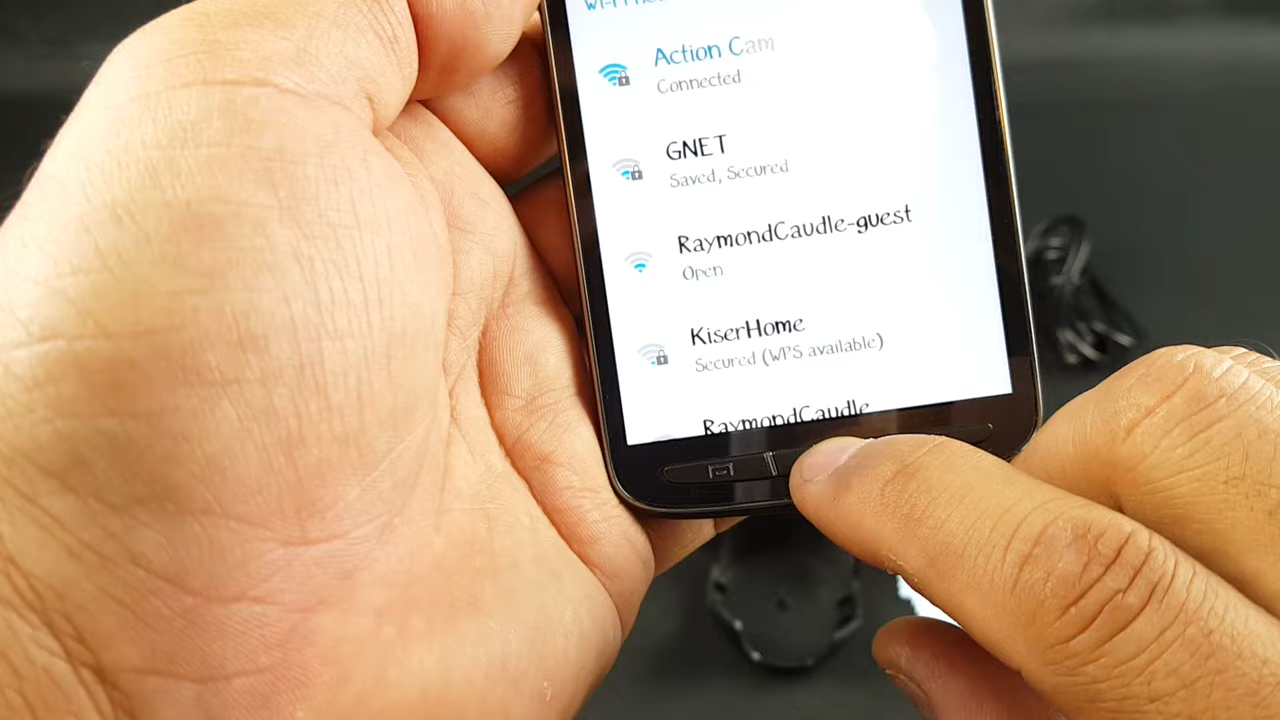 Action Cam
Connected
GNET
Saved, Secured
RaymondCaudle-guest
Open
KiserHome
Secured (WPS available)
RaymondCaudle